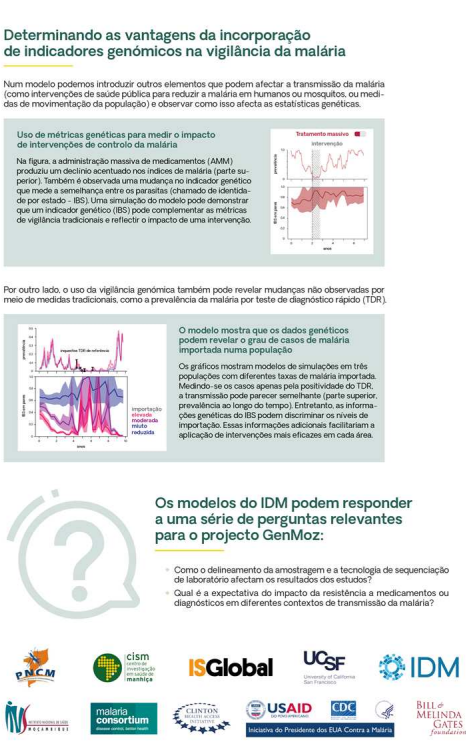 Determinando as vantagens da incorporação
de indicadores genómicos na vigilância da malária
Num modelo podemos introduzir outros elementos que podem afectar a transmissão da malária
(como intervenções de saúde pública para reduzir a malária em humanos ou mosquitos, ou medi-
das de movimentação da população) e observar como isso afecta as estatísticas genéticas.
Uso de métricas genéticas para medir o impacto
de intervenções de controlo da malária
Na figura, a administração massiva de medicamentos (AMM)
produziu um declínio acentuado nos índices de malária (parte su-
perior). Também é observada uma mudança no indicador genético
que mede a semelhança entre os parasitas (chamado de identida-
de por estado - IBS). Uma simulação do modelo pode demonstrar
que um indicador genético (IBS) pode complementar as métricas
de vigilância tradicionais e reflectir o impacto de uma intervenção.
Tratamento massivo
intervenção
prevalência
IBS em pares
anos
Por outro lado, o uso da vigilância genómica também pode revelar mudanças não observadas por
meio de medidas tradicionais, como a prevalência da malária por teste de diagnóstico rápido (TDR).
prevalência
inquéritos TDR de referência
IBS em pares
anos
importação
elevada
moderada
muito
reduzida
O modelo mostra que os dados genéticos
podem revelar o grau de casos de malária
importada numa população
Os gráficos mostram modelos de simulações em três
populações com diferentes taxas de malária importada.
Medindo-se os casos apenas pela positividade do TDR,
a transmissão pode parecer semelhante (parte superior,
prevalência ao longo do tempo). Entretanto, as informa-
ções genéticas do IBS podem discriminar os níveis de
importação. Essas informações adicionais facilitariam a
aplicação de intervenções mais eficazes em cada área.
Os modelos do IDM podem responder
a uma série de perguntas relevantes
para o projecto GenMoz:
Como o delineamento da amostragem e a tecnologia de sequenciação
de laboratório afectam os resultados dos estudos?
Qual é a expectativa do impacto da resistência a medicamentos ou
diagnósticos em diferentes contextos de transmissão da malária?
PNCM
cism
centro de
investigação
em saúde de
manhiça
ISGlobal
UCSF
University of California
San Francisco
IDM
INS
INSTITUTO NACIONAL DE SAÚDE
MOÇAMBIQUE
malaria
consortium
disease control, better health
CLINTON
HEALTH ACCESS
INITIATIVE
USAID
DO POVO AMERICANO
CDC
Iniciativa do Presidente dos EUA Contra a Malária
BILL &
MELINDA
GATES
foundation